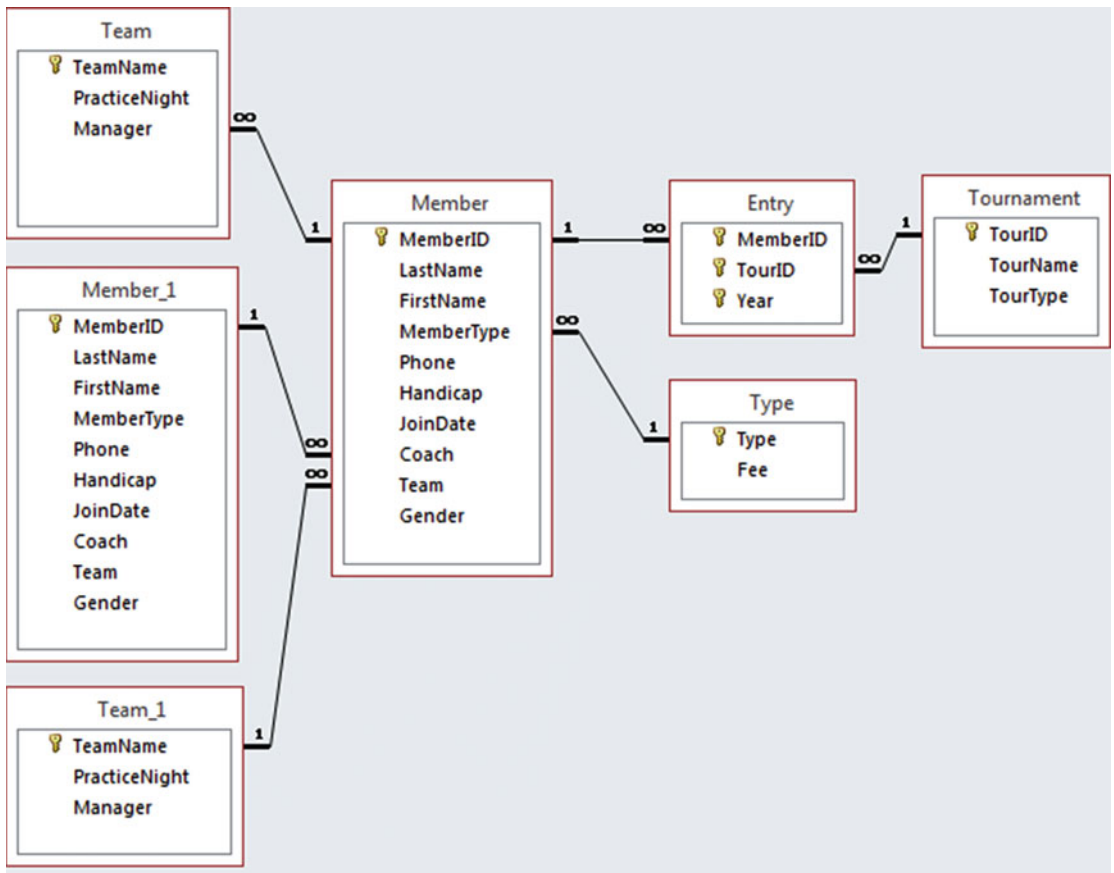 Team
TeamName
PracticeNight
Manager
∞
1
Member_1
MemberID
LastName
FirstName
MemberType
Phone
Handicap
JoinDate
Coach
Team
Gender
1
∞
∞
Team_1
TeamName
PracticeNight
Manager
1
Member
MemberID
LastName
FirstName
MemberType
Phone
Handicap
JoinDate
Coach
Team
Gender
1
∞
∞
1
Entry
MemberID
TourID
Year
∞
1
Type
Type
Fee
Tournament
TourID
TourName
TourType